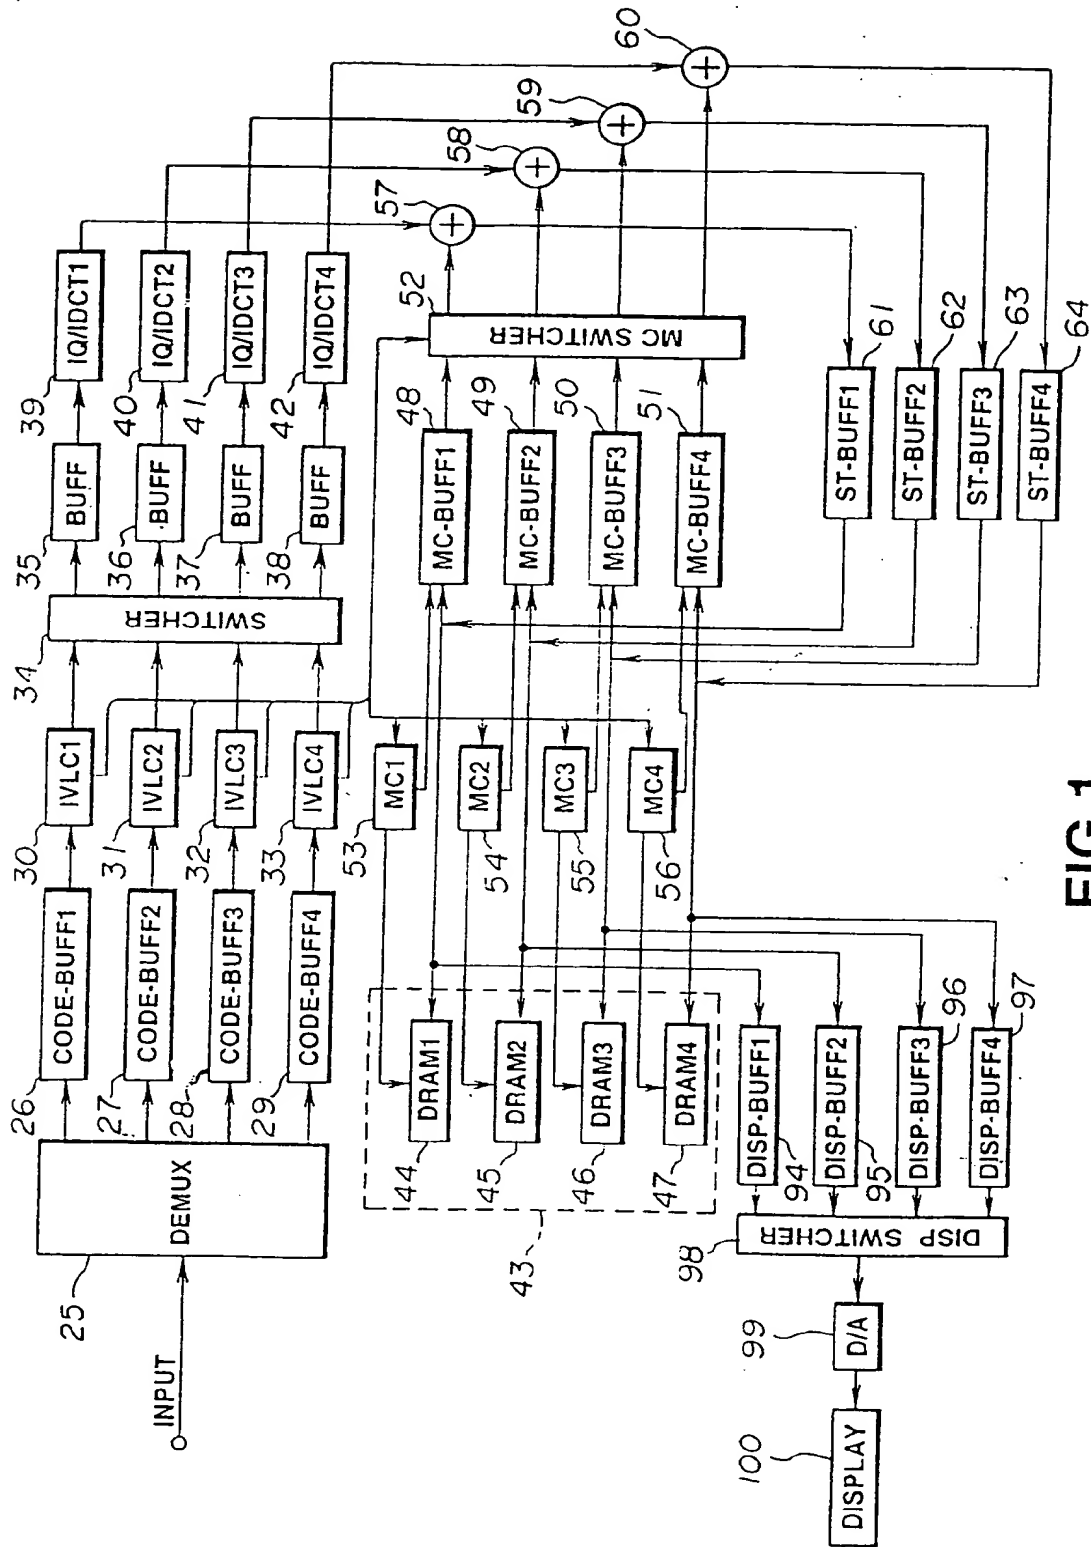 INPUT
25
DEMUX
26
CODE-BUFF1
27
CODE-BUFF2
28
CODE-BUFF3
29
CODE-BUFF4
30
IVLC1
31
IVLC2
32
IVLC3
33
IVLC4
34
SWITCHER
35
BUFF
36
BUFF
37
BUFF
38
BUFF
39
IQ/IDCT1
40
IQ/IDCT2
41
IQ/IDCT3
42
IQ/IDCT4
43
44
DRAM1
45
DRAM2
46
DRAM3
47
DRAM4
53
MC1
54
MC2
55
MC3
56
MC4
48
MC-BUFF1
49
MC-BUFF2
50
MC-BUFF3
51
MC-BUFF4
52
MC SWITCHER
57
+
58
+
59
+
60
+
61
ST-BUFF1
62
ST-BUFF2
63
ST-BUFF3
64
ST-BUFF4
94
DISP-BUFF1
95
DISP-BUFF2
96
DISP-BUFF3
97
DISP-BUFF4
98
DISP SWITCHER
99
D/A
100
DISPLAY
FIG.1